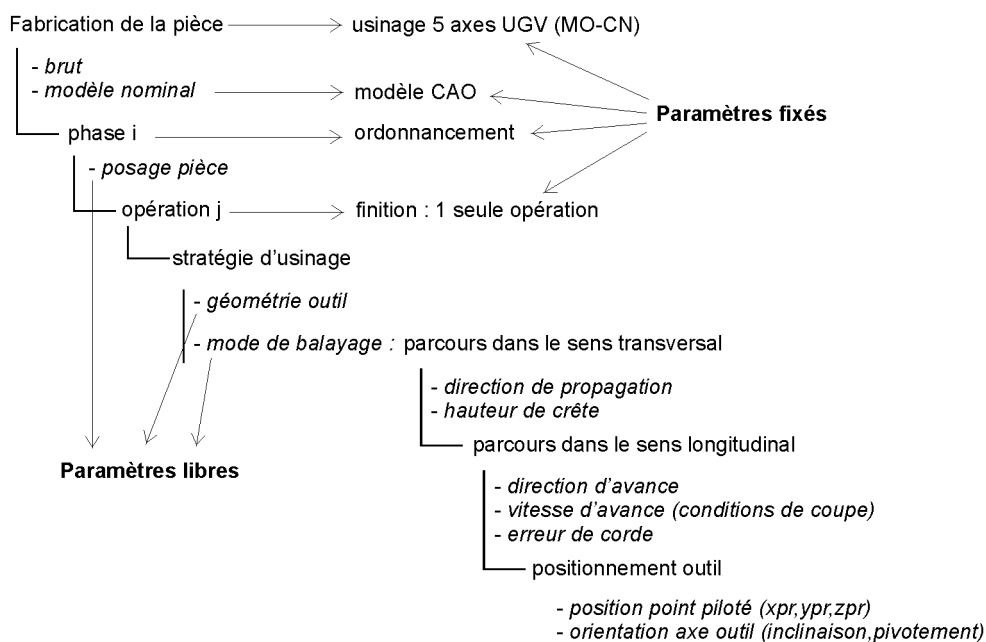 Fabrication de la pièce usinage 5 axes UGV (MO-CN)
- brut
- modèle nominal modèle CAO
Paramètres fixés
phase i ordonnancement
- posage pièce
opération j finition : 1 seule opération
stratégie d'usinage
- géométrie outil
- mode de balayage : parcours dans le sens transversal
- direction de propagation
- hauteur de crête
parcours dans le sens longitudinal
Paramètres libres
- direction d'avance
- vitesse d'avance (conditions de coupe)
- erreur de corde
positionnement outil
- position point piloté (xpr,ypr,zpr)
- orientation axe outil (inclinaison,pivotement)